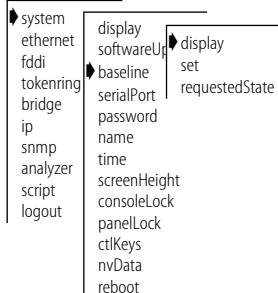 system
ethernet
fddi
tokenring
bridge
ip
snmp
analyzer
script
logout
display
softwareUp
baseline
serialPort
password
name
time
screenHeight
consoleLock
panelLock
ctlKeys
nvData
reboot
display
set
requestedState